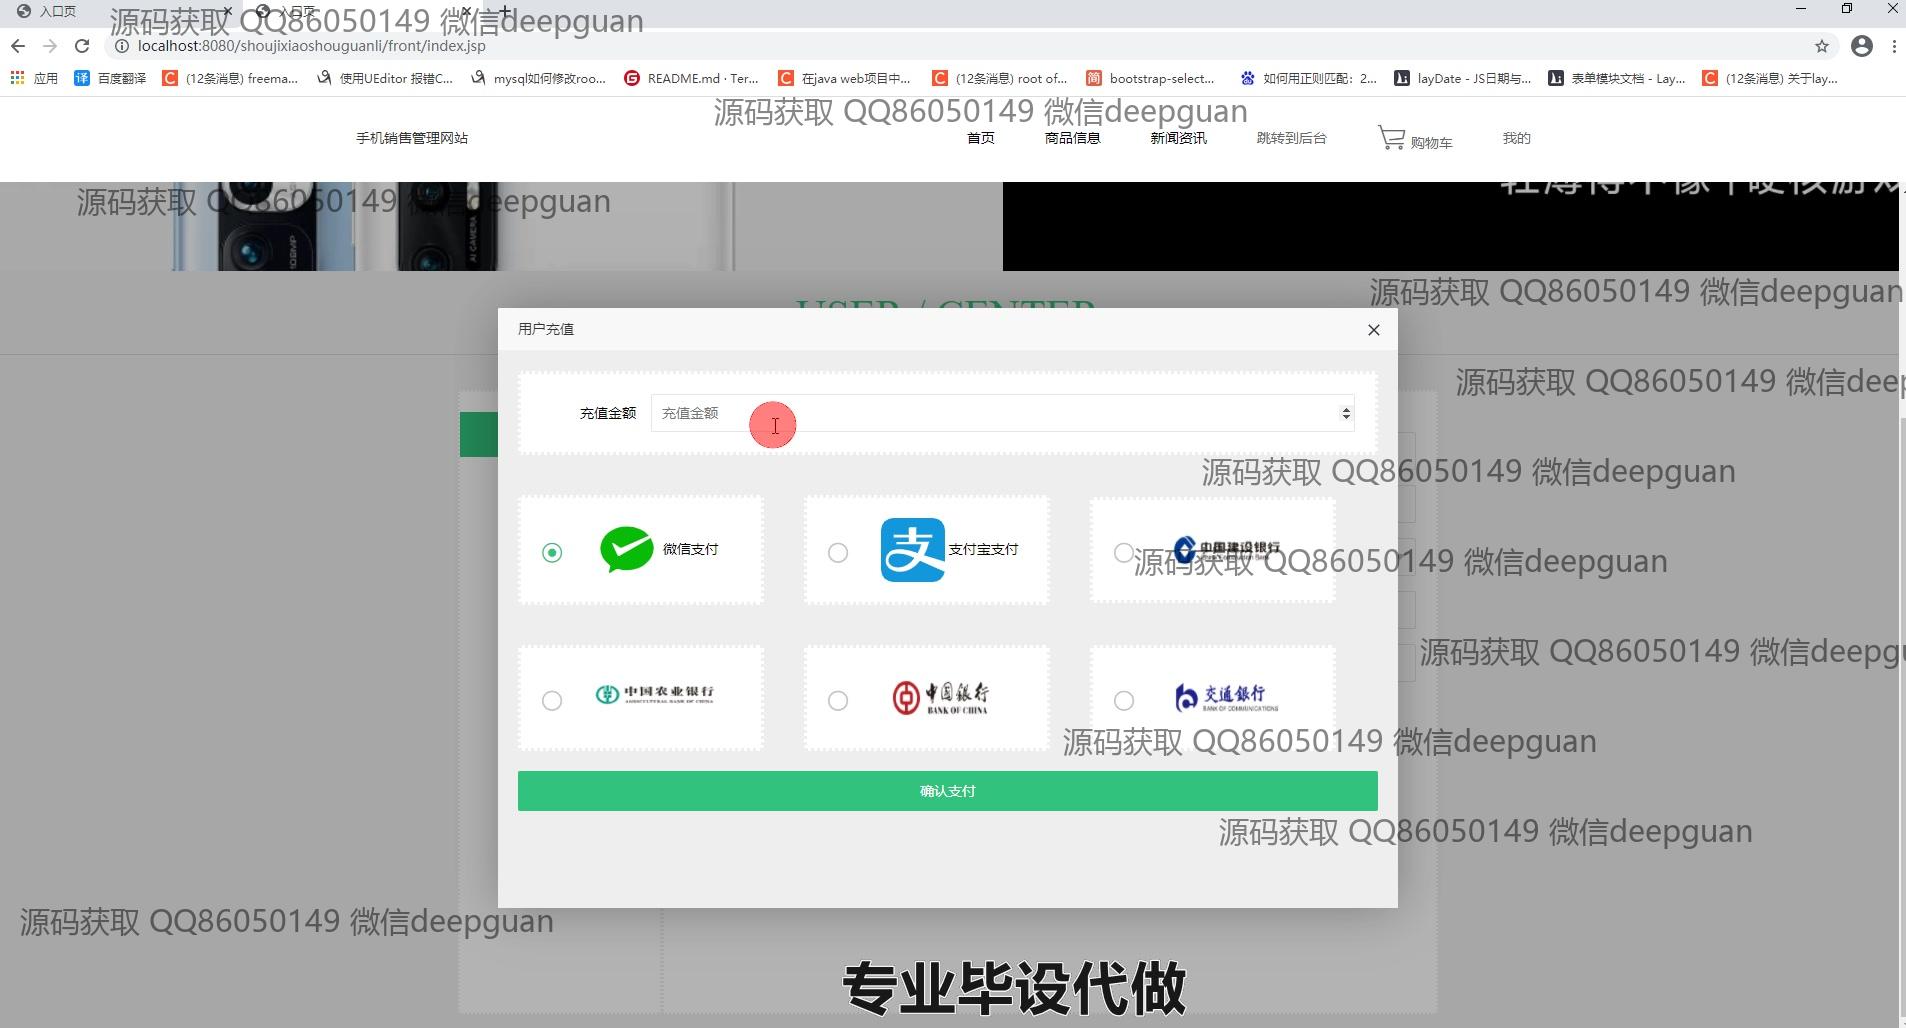 入口页
入口页
源码获取 QQ86050149 微信deepguan
localhost:8080/shoujixiaoshouguanli/front/index.jsp
应用
百度翻译
(12条消息) freema...
使用UEditor 报错C...
mysql如何修改roo...
README.md · Ter...
在java web项目中...
(12条消息) root of...
bootstrap-select...
如何用正则匹配：2...
layDate - JS日期与...
表单模块文档 - Lay...
(12条消息) 关于lay...
源码获取 QQ86050149 微信deepguan
手机销售管理网站
首页
商品信息
新闻资讯
跳转到后台
购物车
我的
源码获取 QQ86050149 微信deepguan
AI CAMERA
源码获取 QQ86050149 微信deepguan
USER / CENTER
用户充值
源码获取 QQ86050149 微信dee
充值金额
充值金额
源码获取 QQ86050149 微信deepguan
微信支付
支
支付宝支付
中国建设银行
源码获取 QQ86050149 微信deepguan
源码获取 QQ86050149 微信deepgu
中国农业银行
AGRICULTURAL BANK OF CHINA
中国银行
BANK OF CHINA
交通银行
BANK OF COMMUNICATIONS
源码获取 QQ86050149 微信deepguan
确认支付
源码获取 QQ86050149 微信deepguan
源码获取 QQ86050149 微信deepguan
专业毕设代做